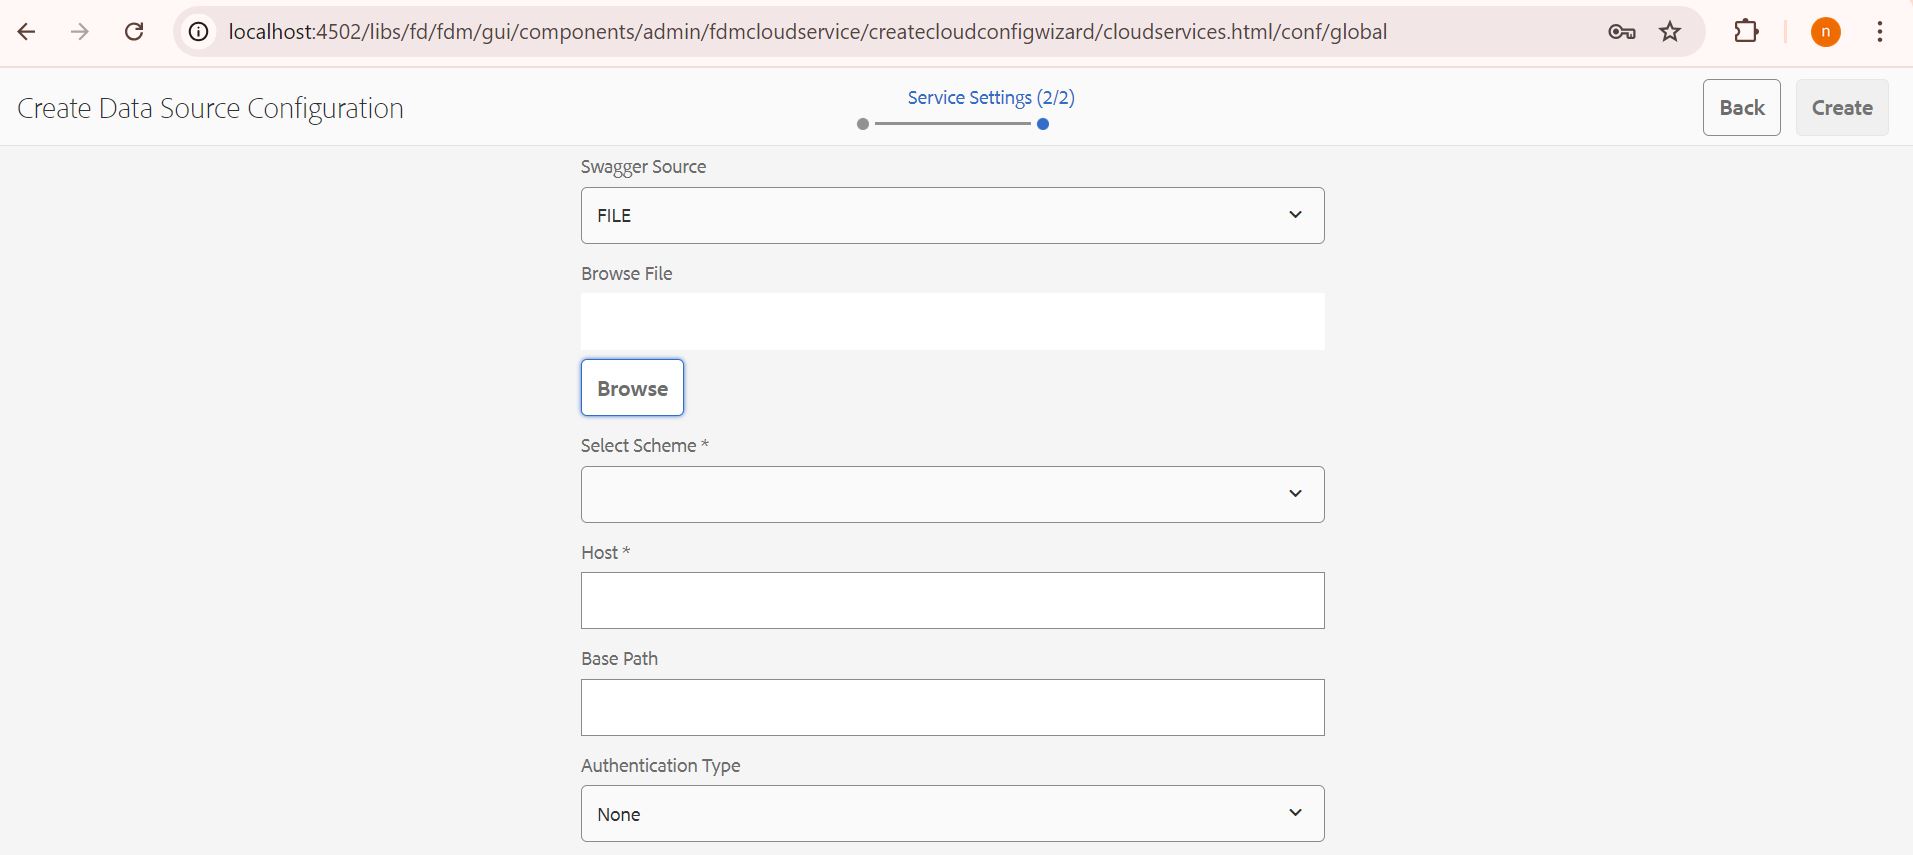 localhost:4502/libs/fd/fdm/gui/components/admin/fdmcloudservice/createcloudconfigwizard/cloudservices.html/conf/global
n
Create Data Source Configuration
Service Settings (2/2)
Back
Create
Swagger Source
FILE
Browse File
Browse
Select Scheme *
Host *
Base Path
Authentication Type
None